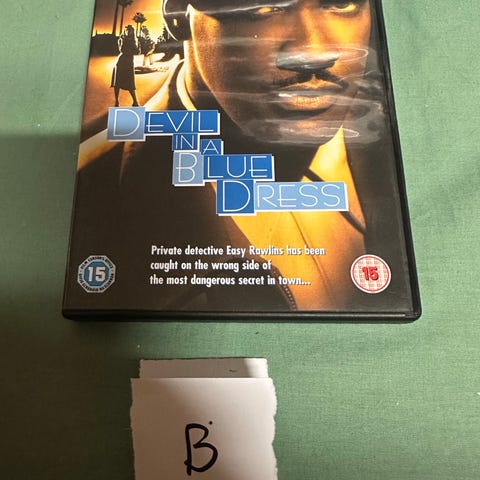 DEVIL
IN A
BLUE
DRESS
Private detective Easy Rawlins has been
caught on the wrong side of
the most dangerous secret in town...
15
15
B